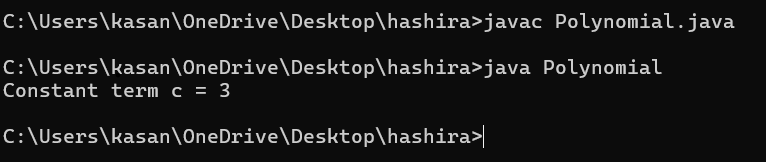 C:\Users\kasan\OneDrive\Desktop\hashira>javac Polynomial.java
C:\Users\kasan\OneDrive\Desktop\hashira>java Polynomial
Constant term c = 3
C:\Users\kasan\OneDrive\Desktop\hashira>